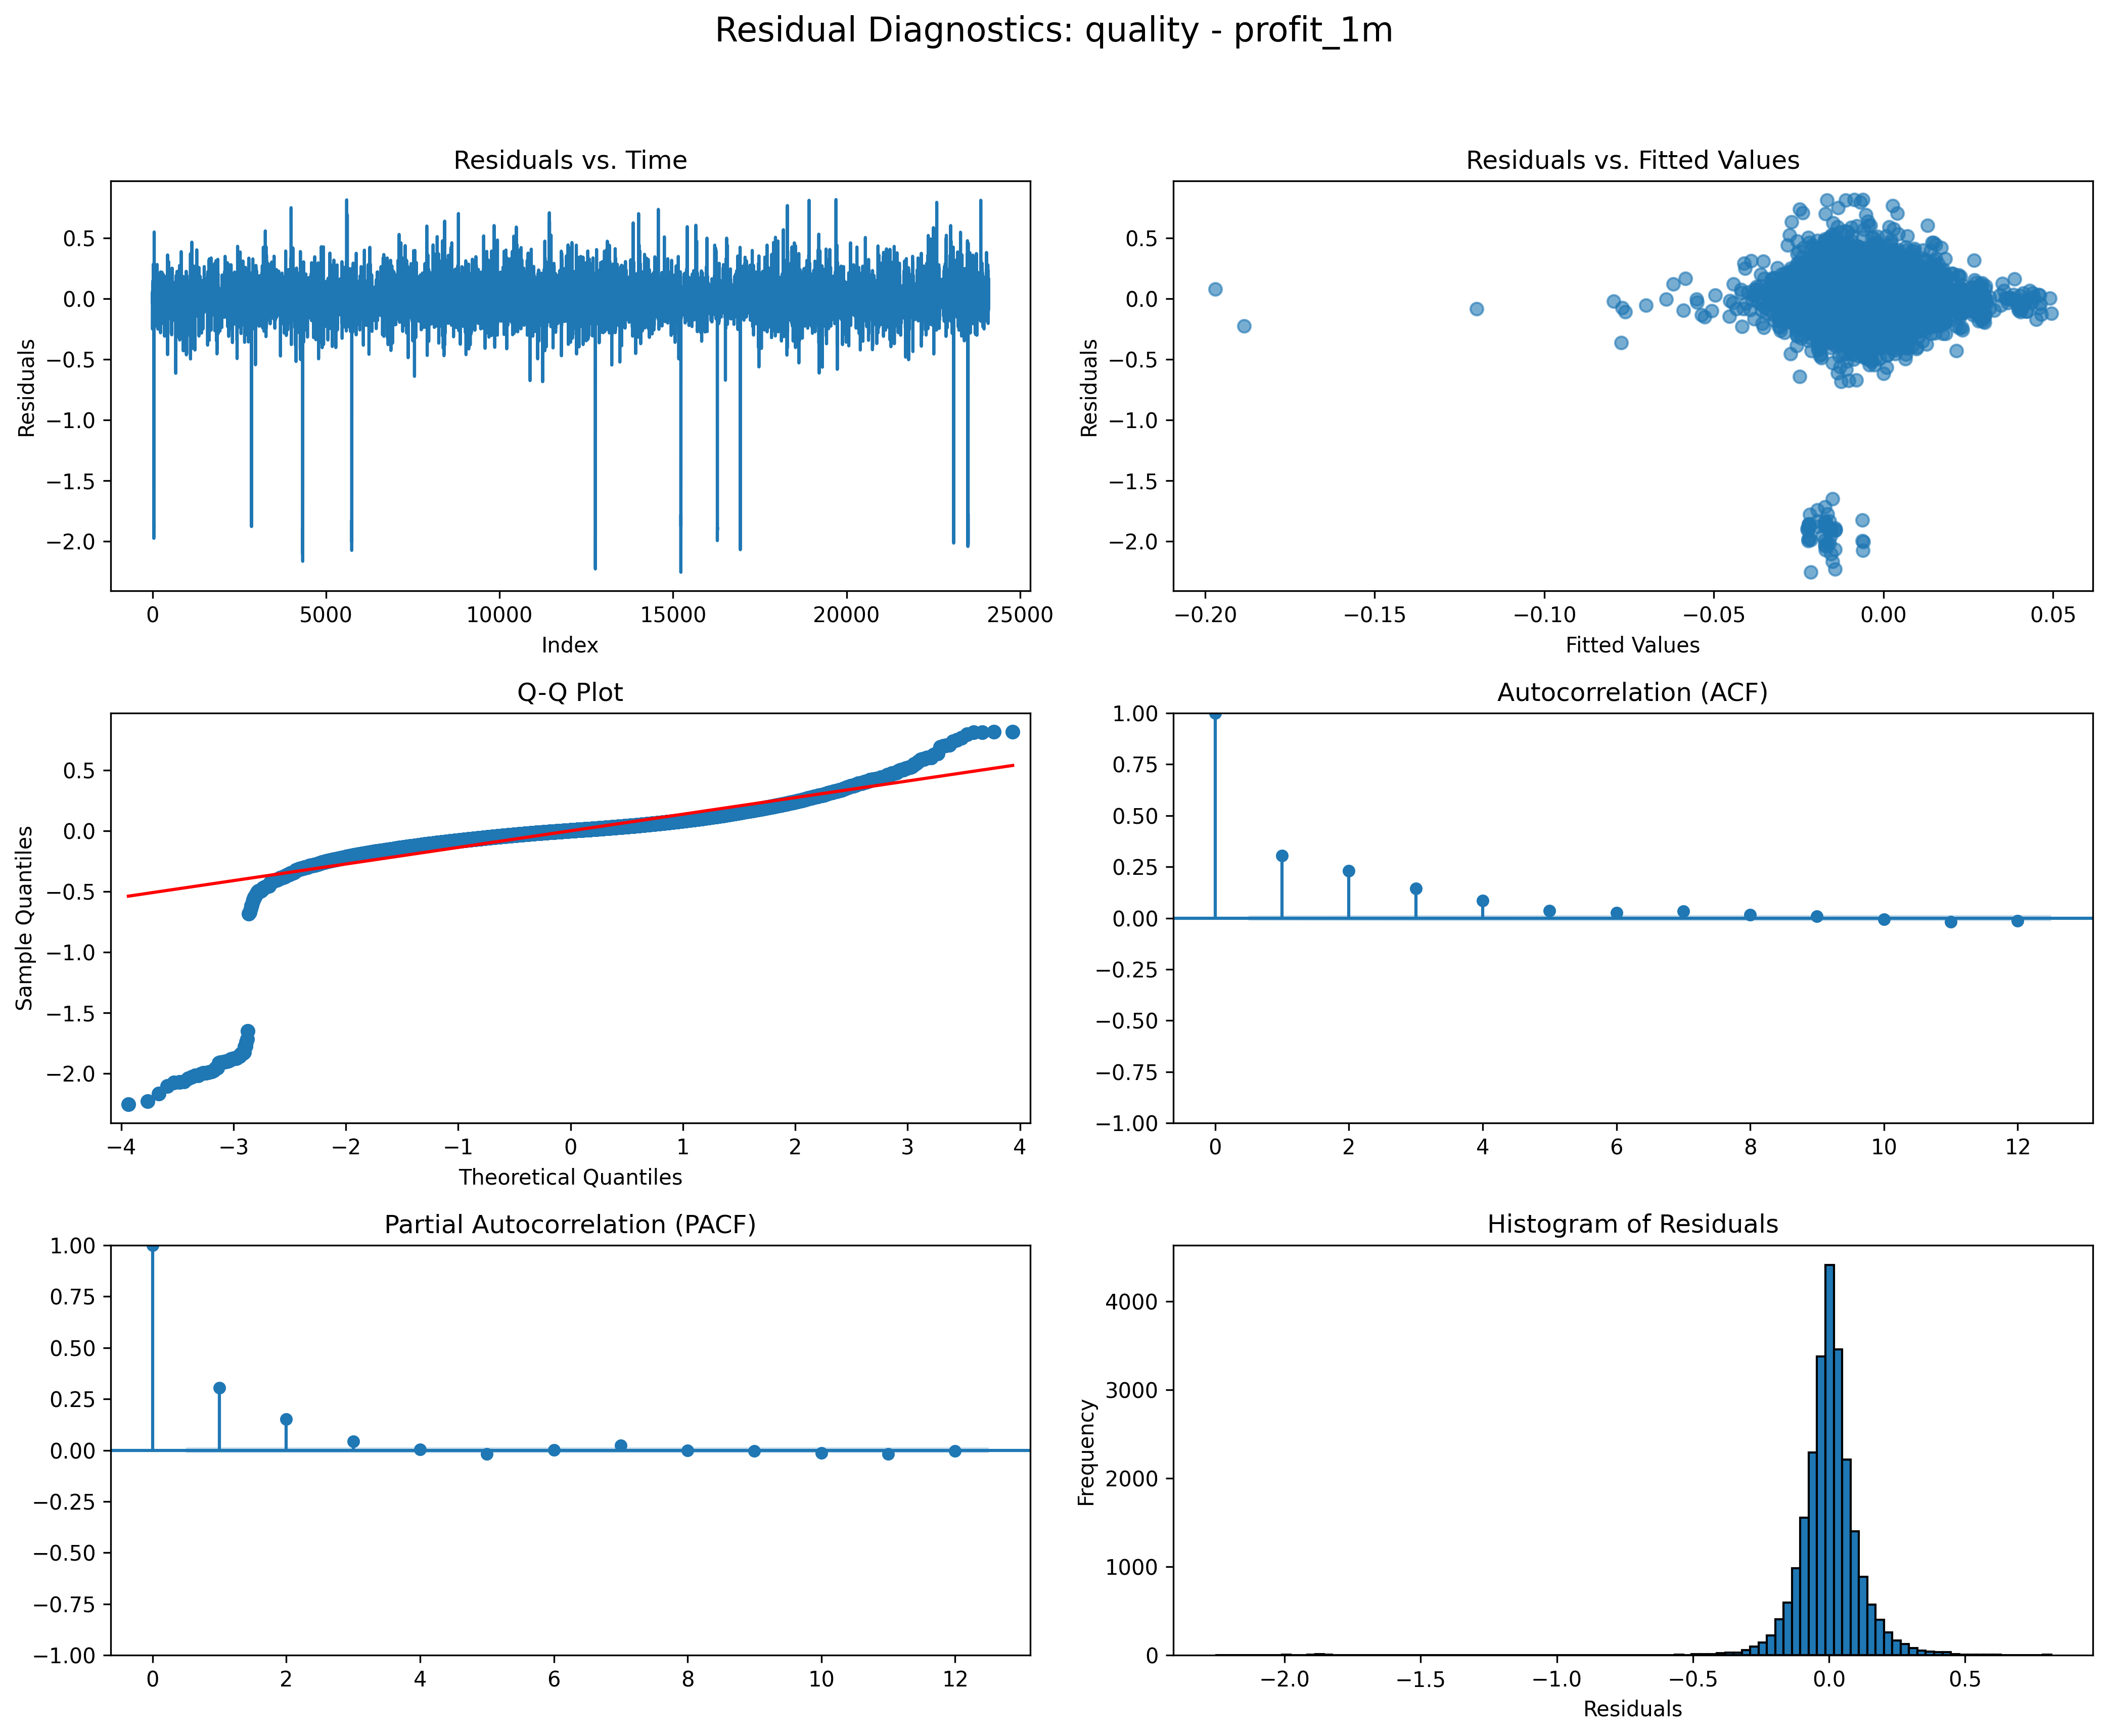 Residual Diagnostics: quality - profit_1m
Residuals vs. Time
Residuals
0.5
0.0
−0.5
−1.0
−1.5
−2.0
0 5000 10000 15000 20000 25000
Index
Residuals vs. Fitted Values
Residuals
0.5
0.0
−0.5
−1.0
−1.5
−2.0
−0.20 −0.15 −0.10 −0.05 0.00 0.05
Fitted Values
Q-Q Plot
Sample Quantiles
0.5
0.0
−0.5
−1.0
−1.5
−2.0
−4 −3 −2 −1 0 1 2 3 4
Theoretical Quantiles
Autocorrelation (ACF)
1.00
0.75
0.50
0.25
0.00
−0.25
−0.50
−0.75
−1.00
0 2 4 6 8 10 12
Partial Autocorrelation (PACF)
1.00
0.75
0.50
0.25
0.00
−0.25
−0.50
−0.75
−1.00
0 2 4 6 8 10 12
Histogram of Residuals
Frequency
4000
3000
2000
1000
0
−2.0 −1.5 −1.0 −0.5 0.0 0.5
Residuals